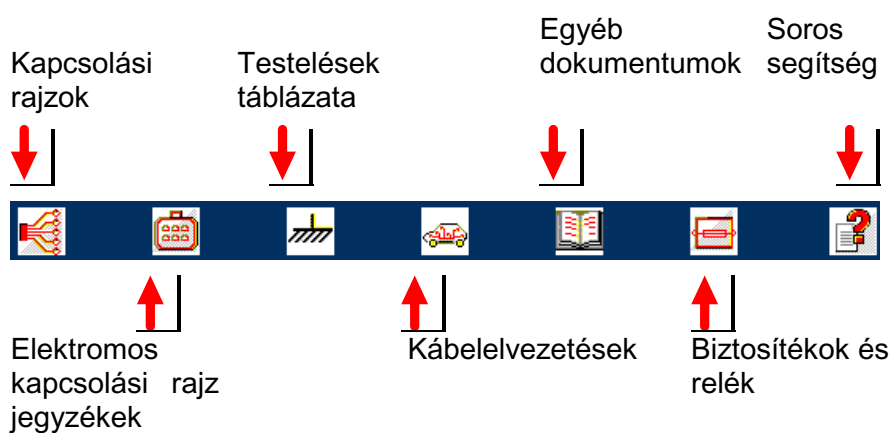 Kapcsolási
rajzok
Testelések
táblázata
Egyéb
dokumentumok
Soros
segítség
Elektromos
kapcsolási rajz
jegyzékek
Kábelelvezetések
Biztosítékok és
relék